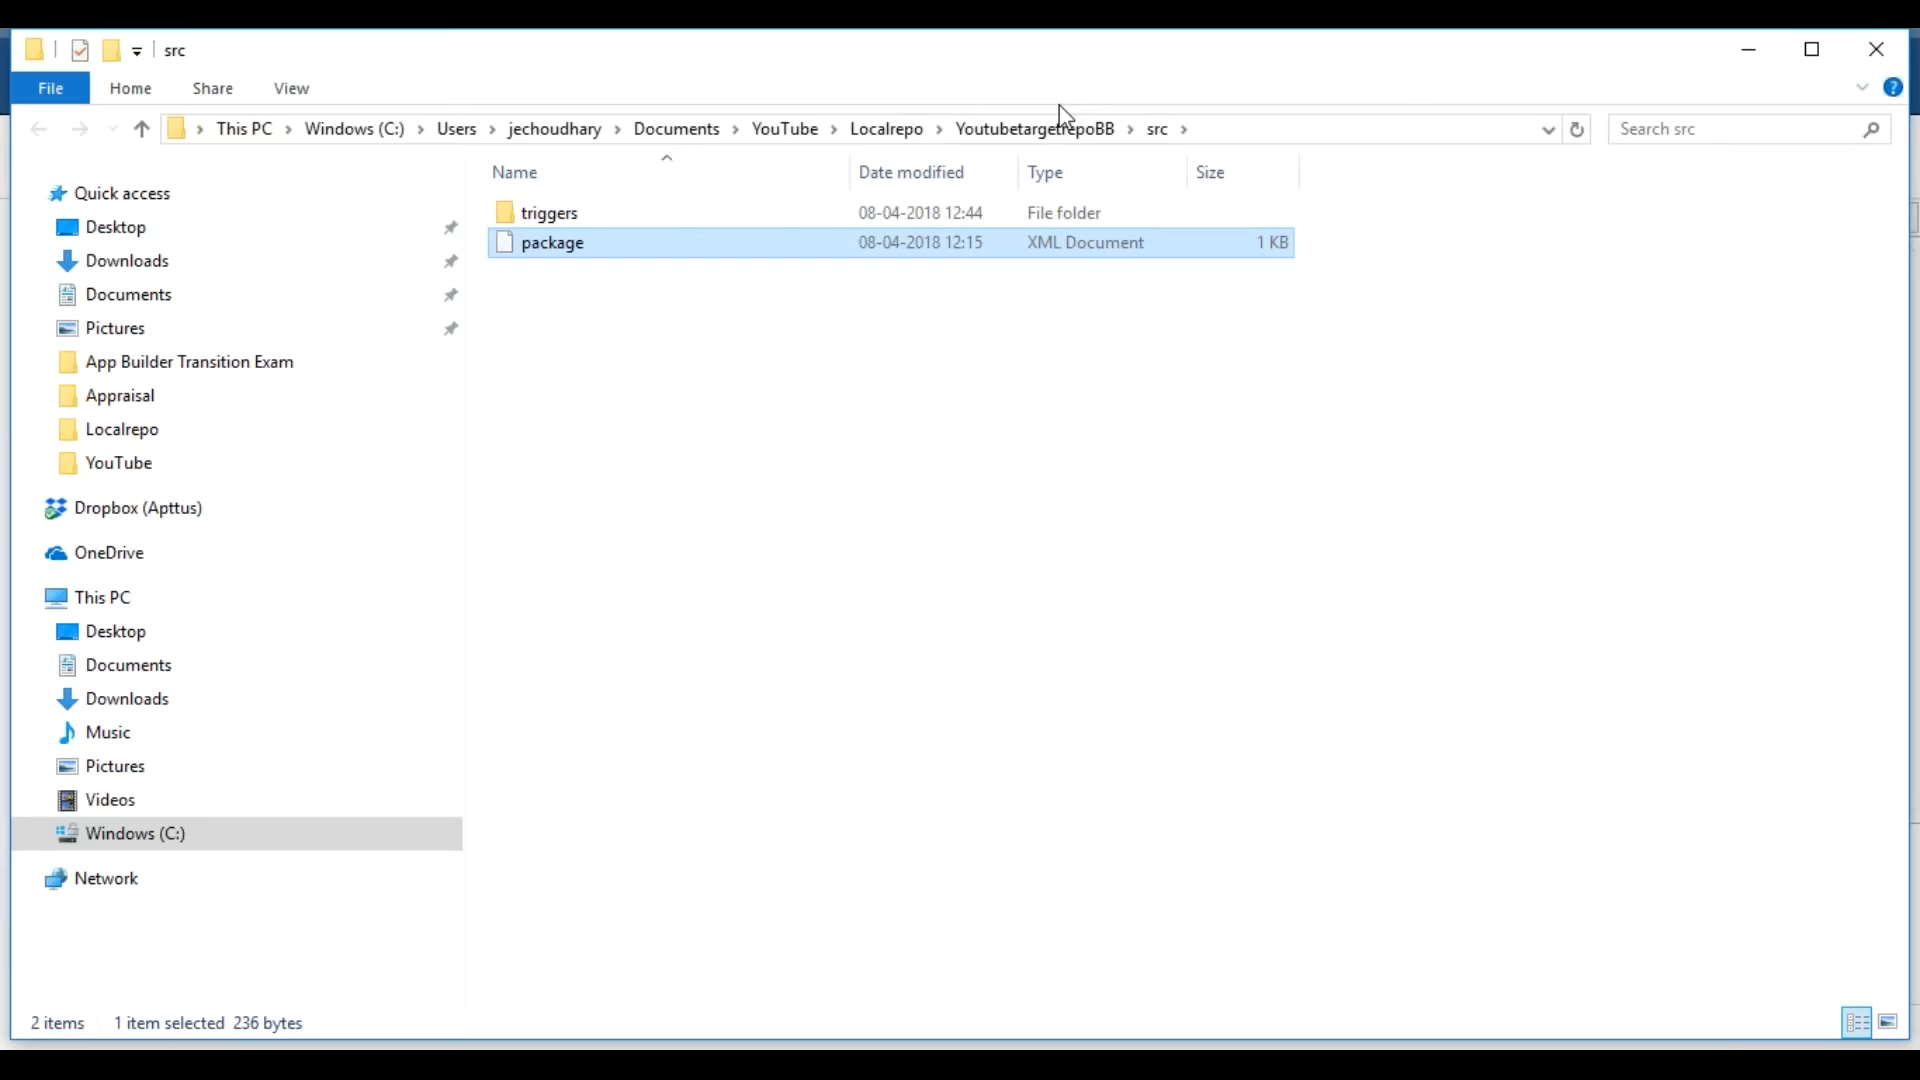 src
File Home Share View
This PC Windows (C:) Users jechoudhary Documents YouTube Localrepo YoutubetargetrepoBB src Search src
Name Date modified Type Size
triggers 08-04-2018 12:44 File folder
package 08-04-2018 12:15 XML Document 1 KB
Quick access
Desktop
Downloads
Documents
Pictures
App Builder Transition Exam
Appraisal
Localrepo
YouTube
Dropbox (Apttus)
OneDrive
This PC
Desktop
Documents
Downloads
Music
Pictures
Videos
Windows (C:)
Network
2 items 1 item selected 236 bytes